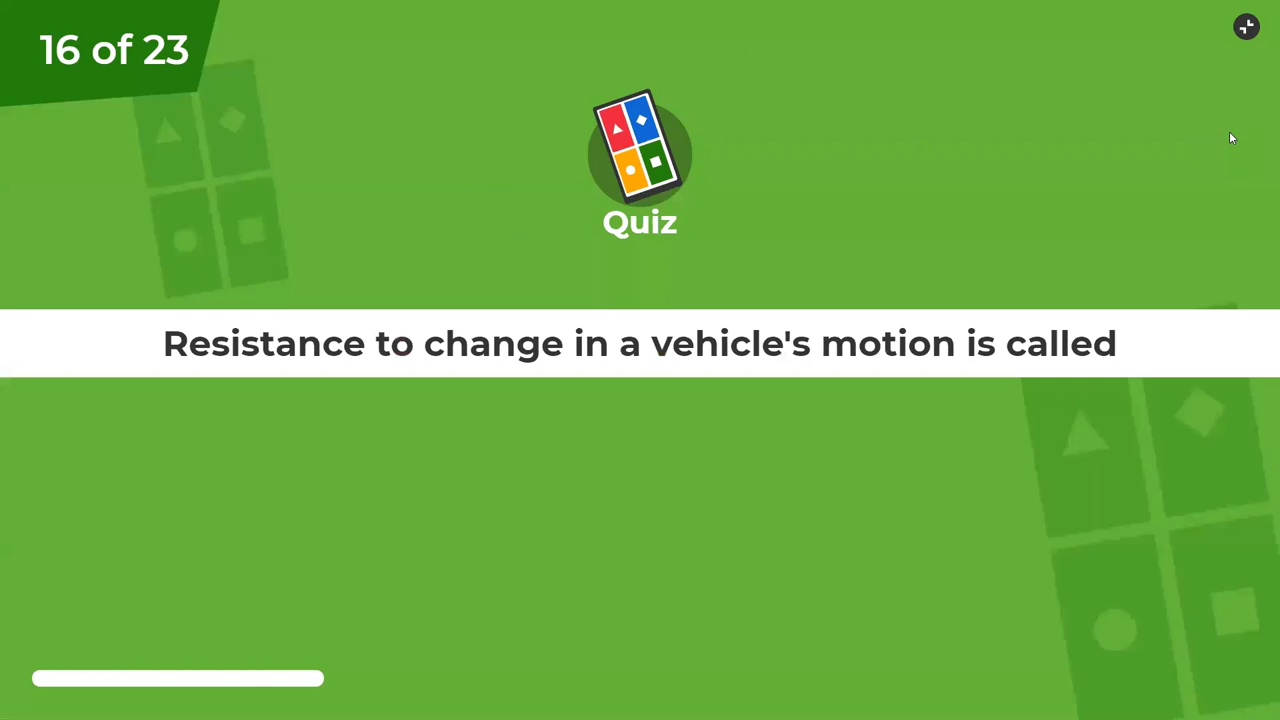 16 of 23
Quiz
Resistance to change in a vehicle's motion is called